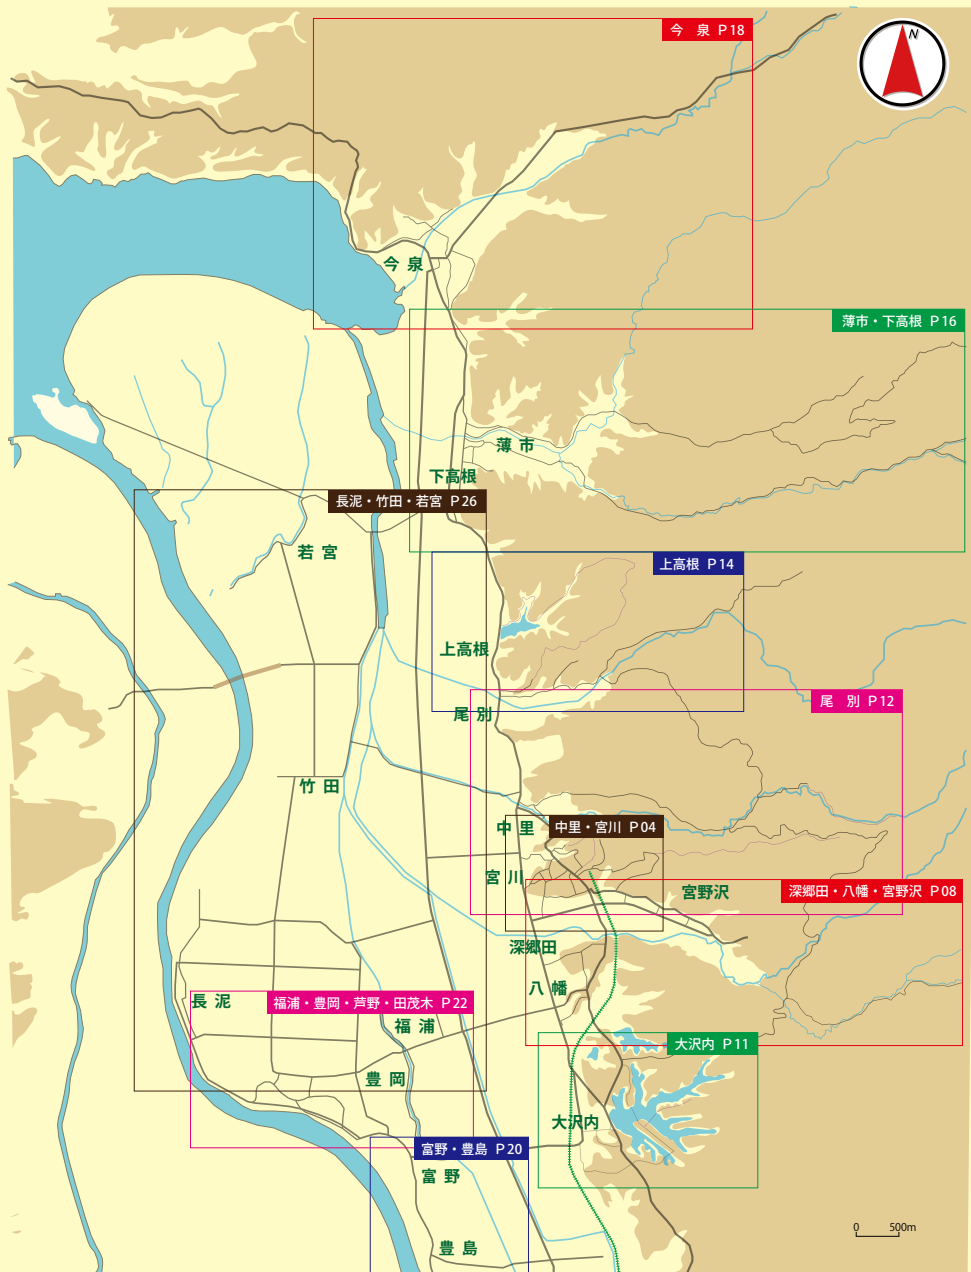 今 泉 P18
N
今 泉
薄市・下高根 P16
薄 市
下高根
長泥・竹田・若宮 P26
若 宮
上高根 P14
上高根
尾 別 P12
尾 別
竹 田
中 里
中里・宮川 P04
宮 川
宮野沢
深郷田・八幡・宮野沢 P08
深郷田
八 幡
長 泥
福浦・豊岡・芦野・田茂木 P22
福 浦
大沢内 P11
豊 岡
大沢内
富野・豊島 P20
富 野
豊 島
0 500m